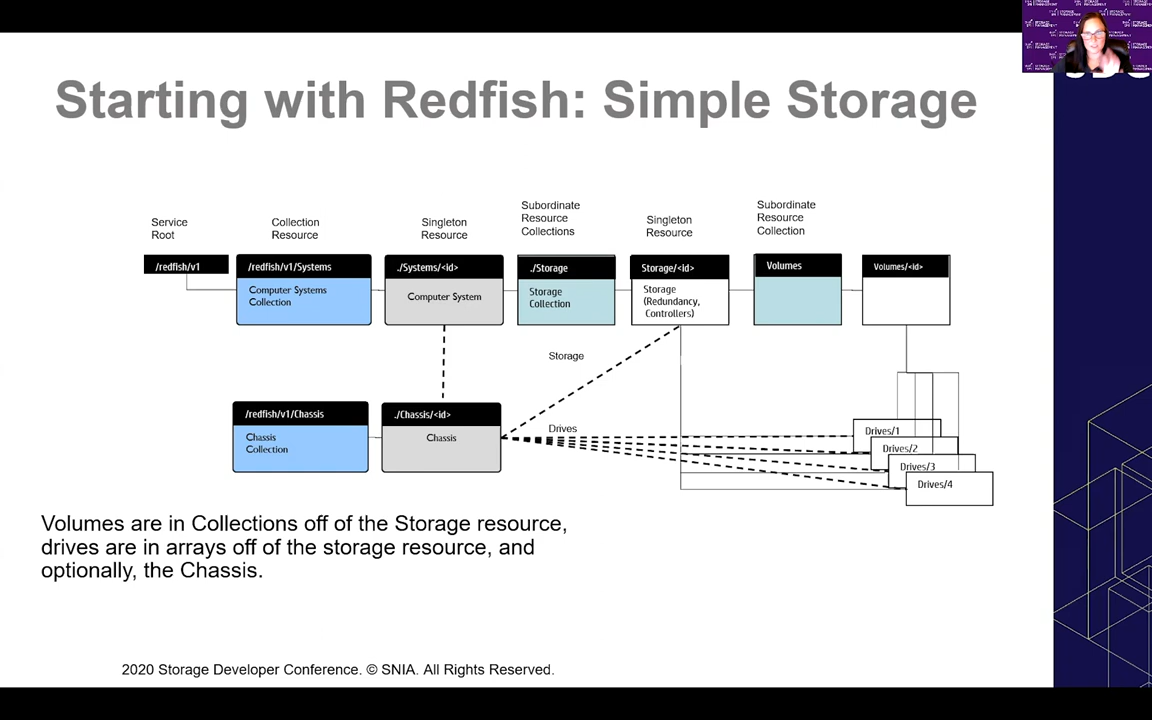 Starting with Redfish: Simple Storage
Service
Root
Collection
Resource
Singleton
Resource
Subordinate
Resource
Collections
Singleton
Resource
Subordinate
Resource
Collection
/redfish/v1
/redfish/v1/Systems
Computer Systems
Collection
./Systems/<id>
Computer System
./Storage
Storage
Collection
Storage/<id>
Storage
(Redundancy,
Controllers)
Volumes
Volumes/<id>
Storage
/redfish/v1/Chassis
Chassis
Collection
./Chassis/<id>
Chassis
Drives
Drives/1
Drives/2
Drives/3
Drives/4
Volumes are in Collections off of the Storage resource,
drives are in arrays off of the storage resource, and
optionally, the Chassis.
2020 Storage Developer Conference. © SNIA. All Rights Reserved.